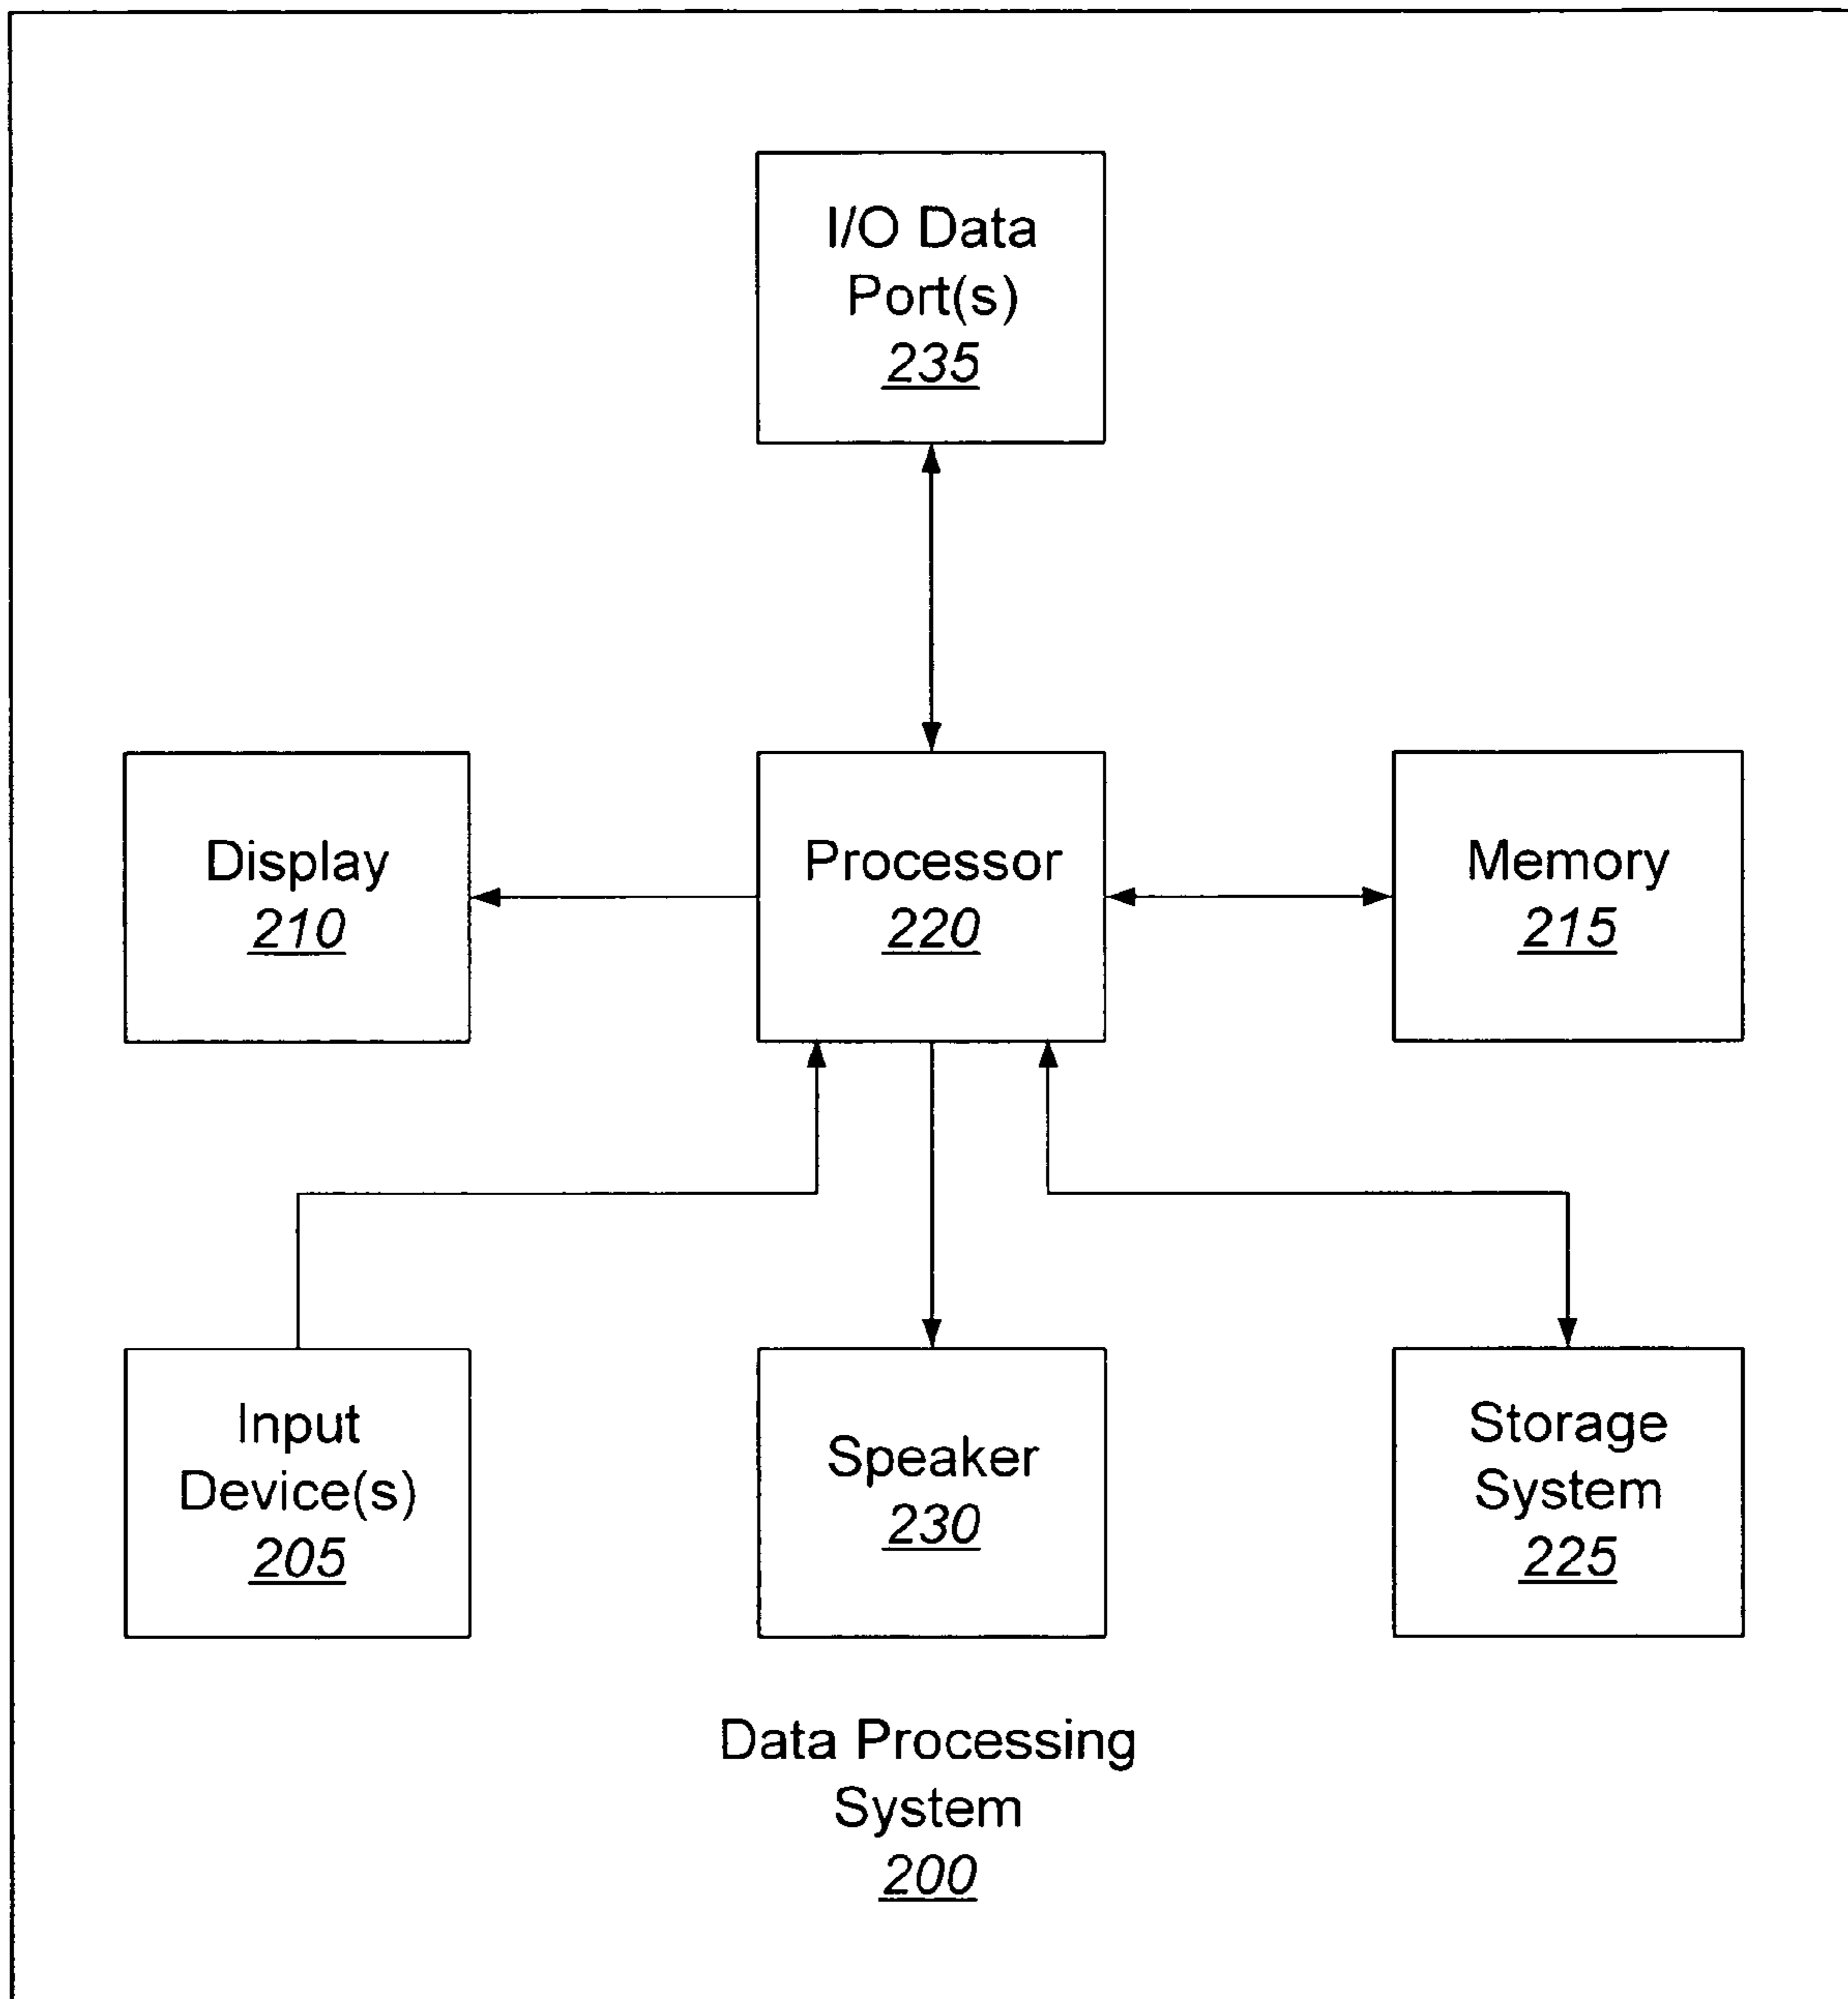 I/O Data
Port(s)
235
Display
210
Processor
220
Memory
215
Input
Device(s)
205
Speaker
230
Storage
System
225
Data Processing
System
200